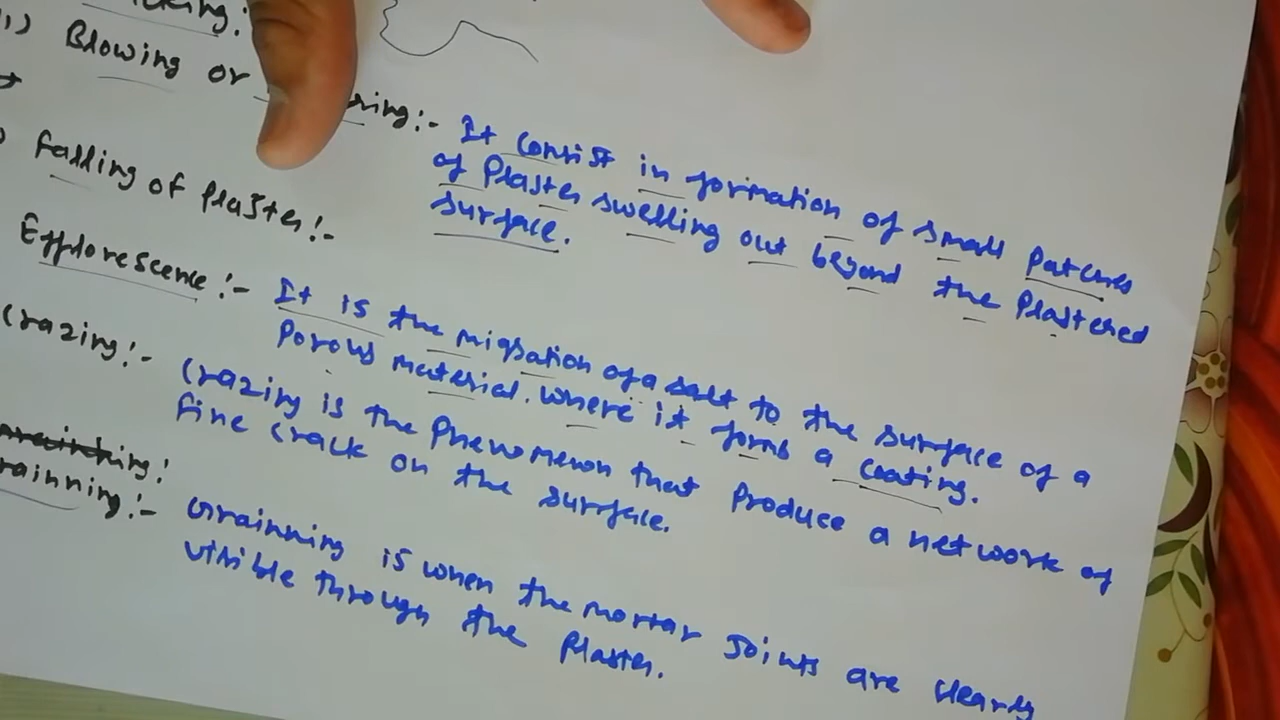 ii) Blowing or ring:- It Consist in formation of small Patches
of Plaster swelling out beyond the Plastered
surface.
Falling of Plaster:-
Efflorescence:- It is the migration of a salt to the surface of a
Porous material. where it forms a coating.
Crazing:- Crazing is the Phenomenon that Produce a network of
fine Crack on the surface.
rainning:- Grainning is when the mortar Joints are clearly
visible through the Plaster.